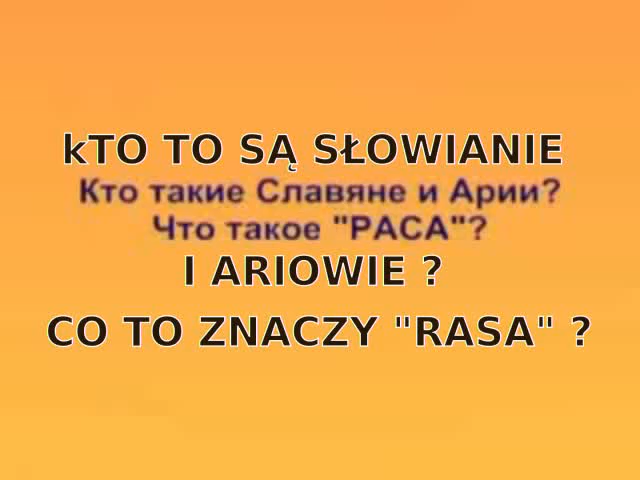 kTO TO SĄ SŁOWIANIE
Кто такие Славяне и Арии?
Что такое "РАСА"?
I ARIOWIE ?
CO TO ZNACZY "RASA" ?